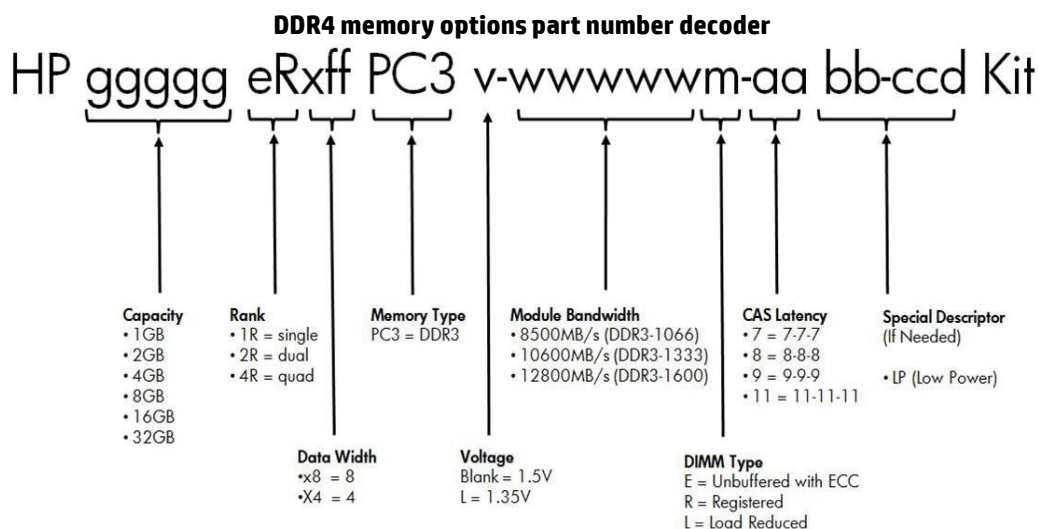 DDR4 memory options part number decoder
HP ggggg eRxff PC3 v-wwwwwm-aa bb-ccd Kit
Capacity
• 1GB
• 2GB
• 4GB
• 8GB
• 16GB
• 32GB
Rank
• 1R = single
• 2R = dual
• 4R = quad
Memory Type
PC3 = DDR3
Module Bandwidth
• 8500MB/s (DDR3-1066)
• 10600MB/s (DDR3-1333)
• 12800MB/s (DDR3-1600)
CAS Latency
• 7 = 7-7-7
• 8 = 8-8-8
• 9 = 9-9-9
• 11 = 11-11-11
Special Descriptor
(If Needed)
• LP (Low Power)
Data Width
•x8 = 8
•X4 = 4
Voltage
Blank = 1.5V
L = 1.35V
DIMM Type
E = Unbuffered with ECC
R = Registered
L = Load Reduced